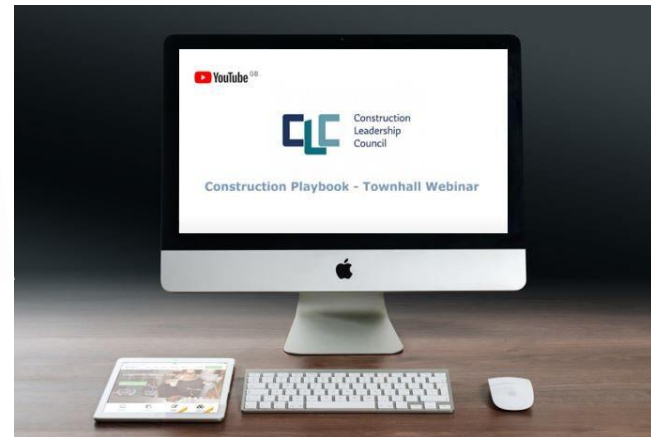 YouTube GB
CLC
Construction
Leadership
Council
Construction Playbook - Townhall Webinar